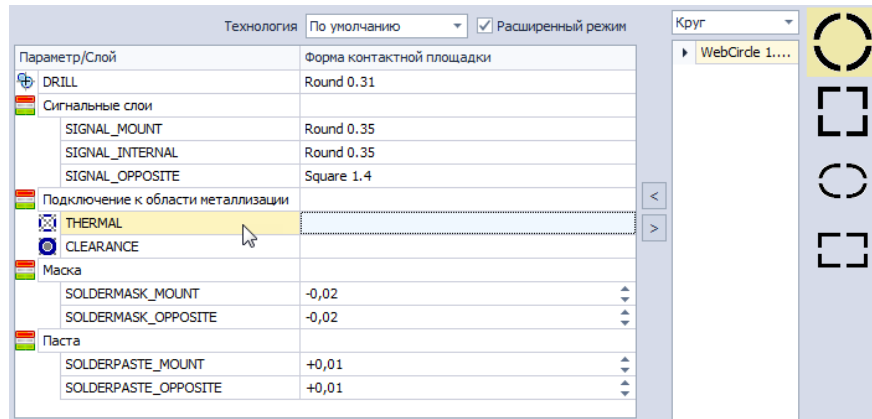 Технология По умолчанию Расширенный режим
Круг
WebCircle 1....
Параметр/Слой Форма контактной площадки
DRILL Round 0.31
Сигнальные слои
SIGNAL_MOUNT Round 0.35
SIGNAL_INTERNAL Round 0.35
SIGNAL_OPPOSITE Square 1.4
Подключение к области металлизации
THERMAL
CLEARANCE
Маска
SOLDERMASK_MOUNT -0,02
SOLDERMASK_OPPOSITE -0,02
Паста
SOLDERPASTE_MOUNT +0,01
SOLDERPASTE_OPPOSITE +0,01
<
>